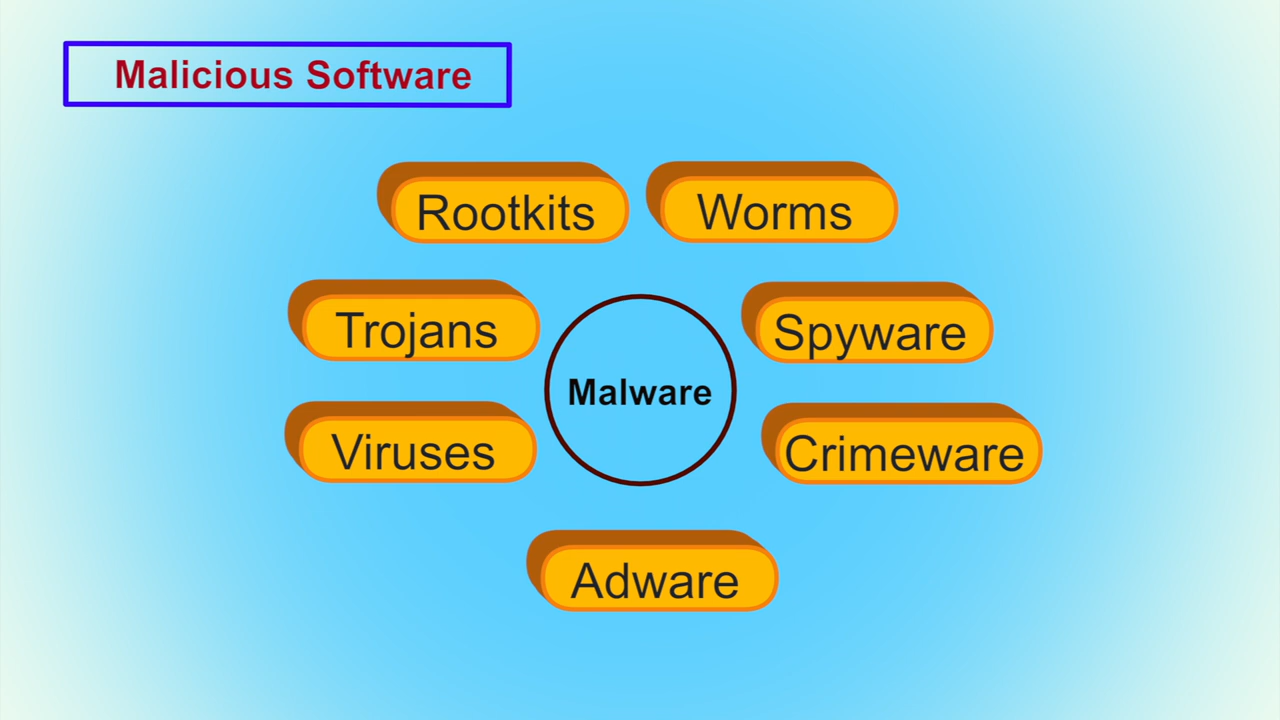 Malicious Software
Rootkits
Worms
Trojans
Spyware
Malware
Viruses
Crimeware
Adware